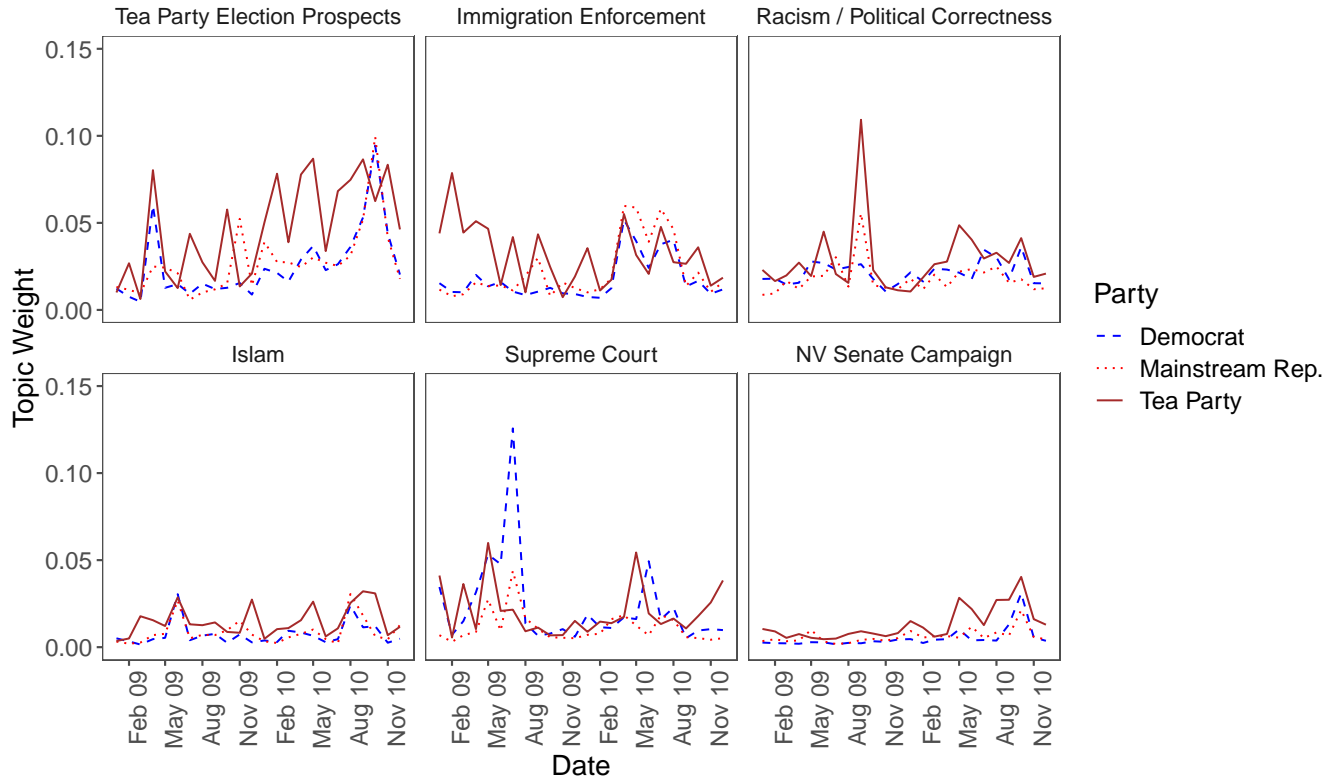 Tea Party Election Prospects
Immigration Enforcement
Racism / Political Correctness
0.15
0.10
0.05
0.00
Islam
Supreme Court
NV Senate Campaign
0.15
0.10
0.05
0.00
Topic Weight
Feb 09
May 09
Aug 09
Nov 09
Feb 10
May 10
Aug 10
Nov 10
Feb 09
May 09
Aug 09
Nov 09
Feb 10
May 10
Aug 10
Nov 10
Feb 09
May 09
Aug 09
Nov 09
Feb 10
May 10
Aug 10
Nov 10
Date
Party
Democrat
Mainstream Rep.
Tea Party